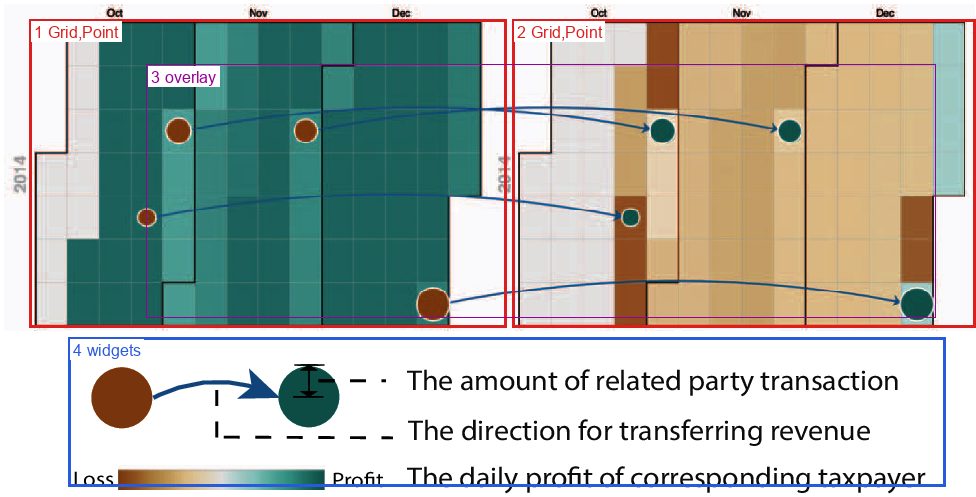 Oct Nov Dec Oct Nov Dec
1 Grid,Point 2 Grid,Point
3 overlay
2014 2014
4 widgets
The amount of related party transaction
The direction for transferring revenue
Loss Profit The daily profit of corresponding taxpayer